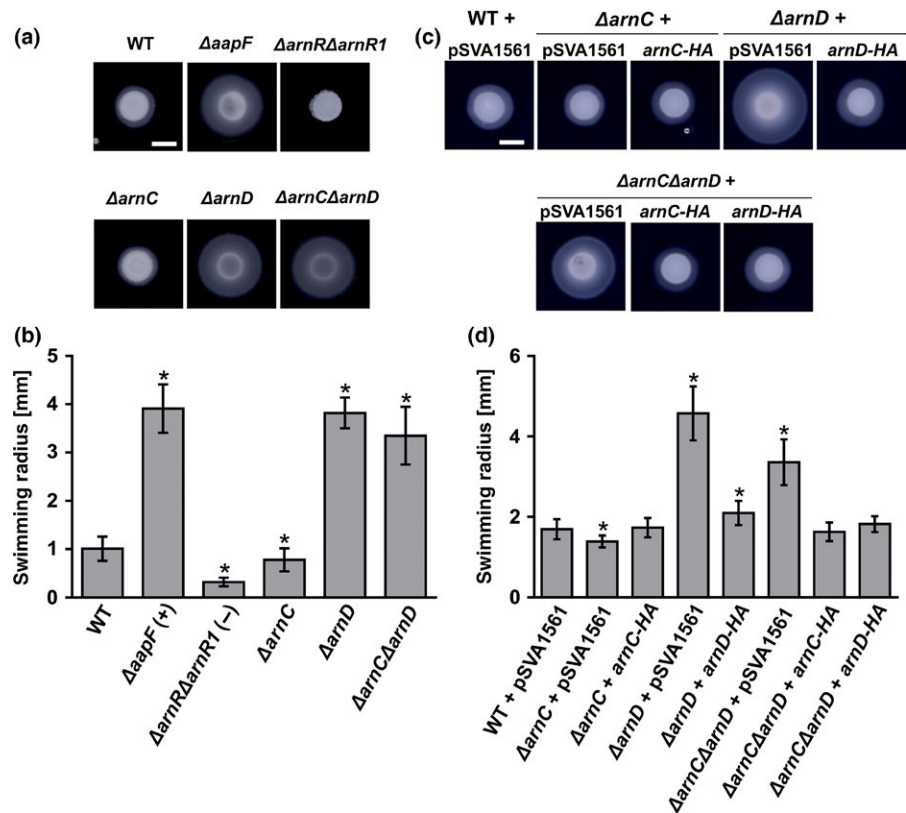 (a)
WT ΔaapF ΔarnRΔarnR1
ΔarnC ΔarnD ΔarnCΔarnD
(c)
WT + ΔarnC + ΔarnD +
pSVA1561 pSVA1561 arnC-HA pSVA1561 arnD-HA
ΔarnCΔarnD +
pSVA1561 arnC-HA arnD-HA
(b)
Swimming radius [mm]
5
4
3
2
1
0
* * * * *
WT
ΔaapF (+)
ΔarnRΔarnR1 (–)
ΔarnC
ΔarnD
ΔarnCΔarnD
(d)
Swimming radius [mm]
6
4
2
0
* * * *
WT + pSVA1561
ΔarnC + pSVA1561
ΔarnC + arnC-HA
ΔarnD + pSVA1561
ΔarnD + arnD-HA
ΔarnCΔarnD + pSVA1561
ΔarnCΔarnD + arnC-HA
ΔarnCΔarnD + arnD-HA